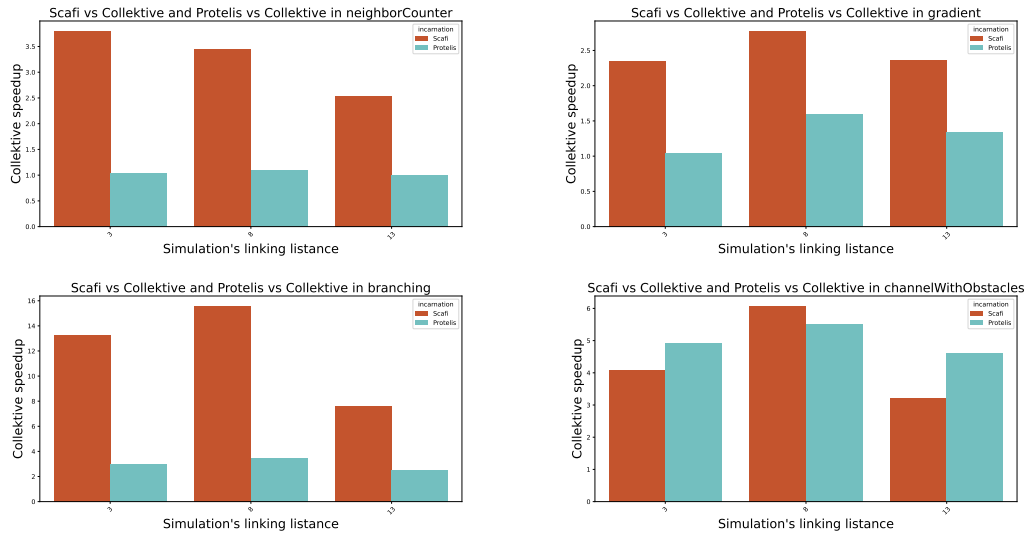 Scafi vs Collektive and Protelis vs Collektive in neighborCounter
incarnation
Scafi
Protelis
Collektive speedup
3.5
3.0
2.5
2.0
1.5
1.0
0.5
0.0
3
8
13
Simulation's linking listance
Scafi vs Collektive and Protelis vs Collektive in gradient
incarnation
Scafi
Protelis
Collektive speedup
2.5
2.0
1.5
1.0
0.5
0.0
3
8
13
Simulation's linking listance
Scafi vs Collektive and Protelis vs Collektive in branching
incarnation
Scafi
Protelis
Collektive speedup
16
14
12
10
8
6
4
2
0
3
8
13
Simulation's linking listance
Scafi vs Collektive and Protelis vs Collektive in channelWithObstacles
incarnation
Scafi
Protelis
Collektive speedup
6
5
4
3
2
1
0
3
8
13
Simulation's linking listance